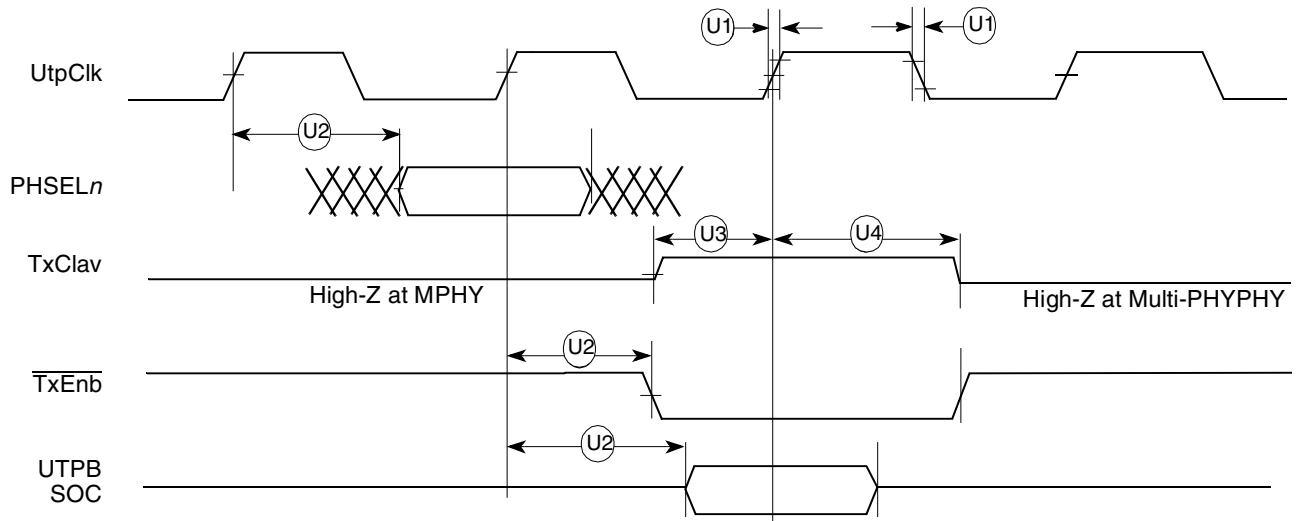 U1
U1
UtpClk
U2
PHSELn
U3
U4
TxClav
High-Z at MPHY
High-Z at Multi-PHYPHY
U2
TxEnb
U2
UTPB
SOC